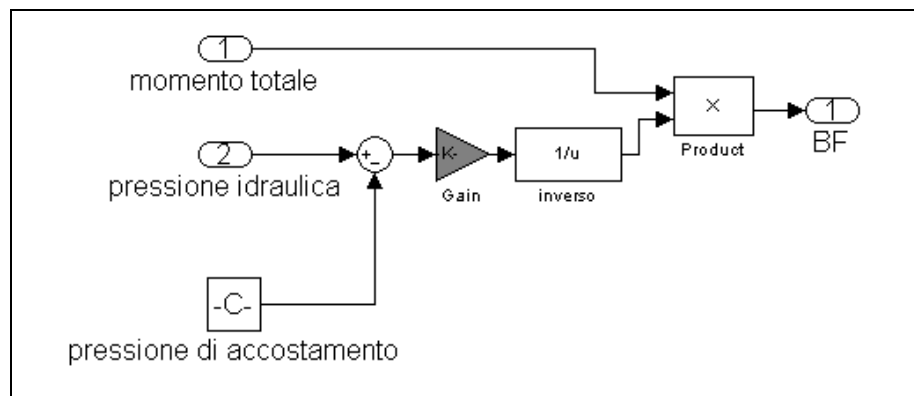 1
momento totale
2
pressione idraulica
+
-
K-
Gain
1/u
inverso
×
Product
1
BF
-C-
pressione di accostamento